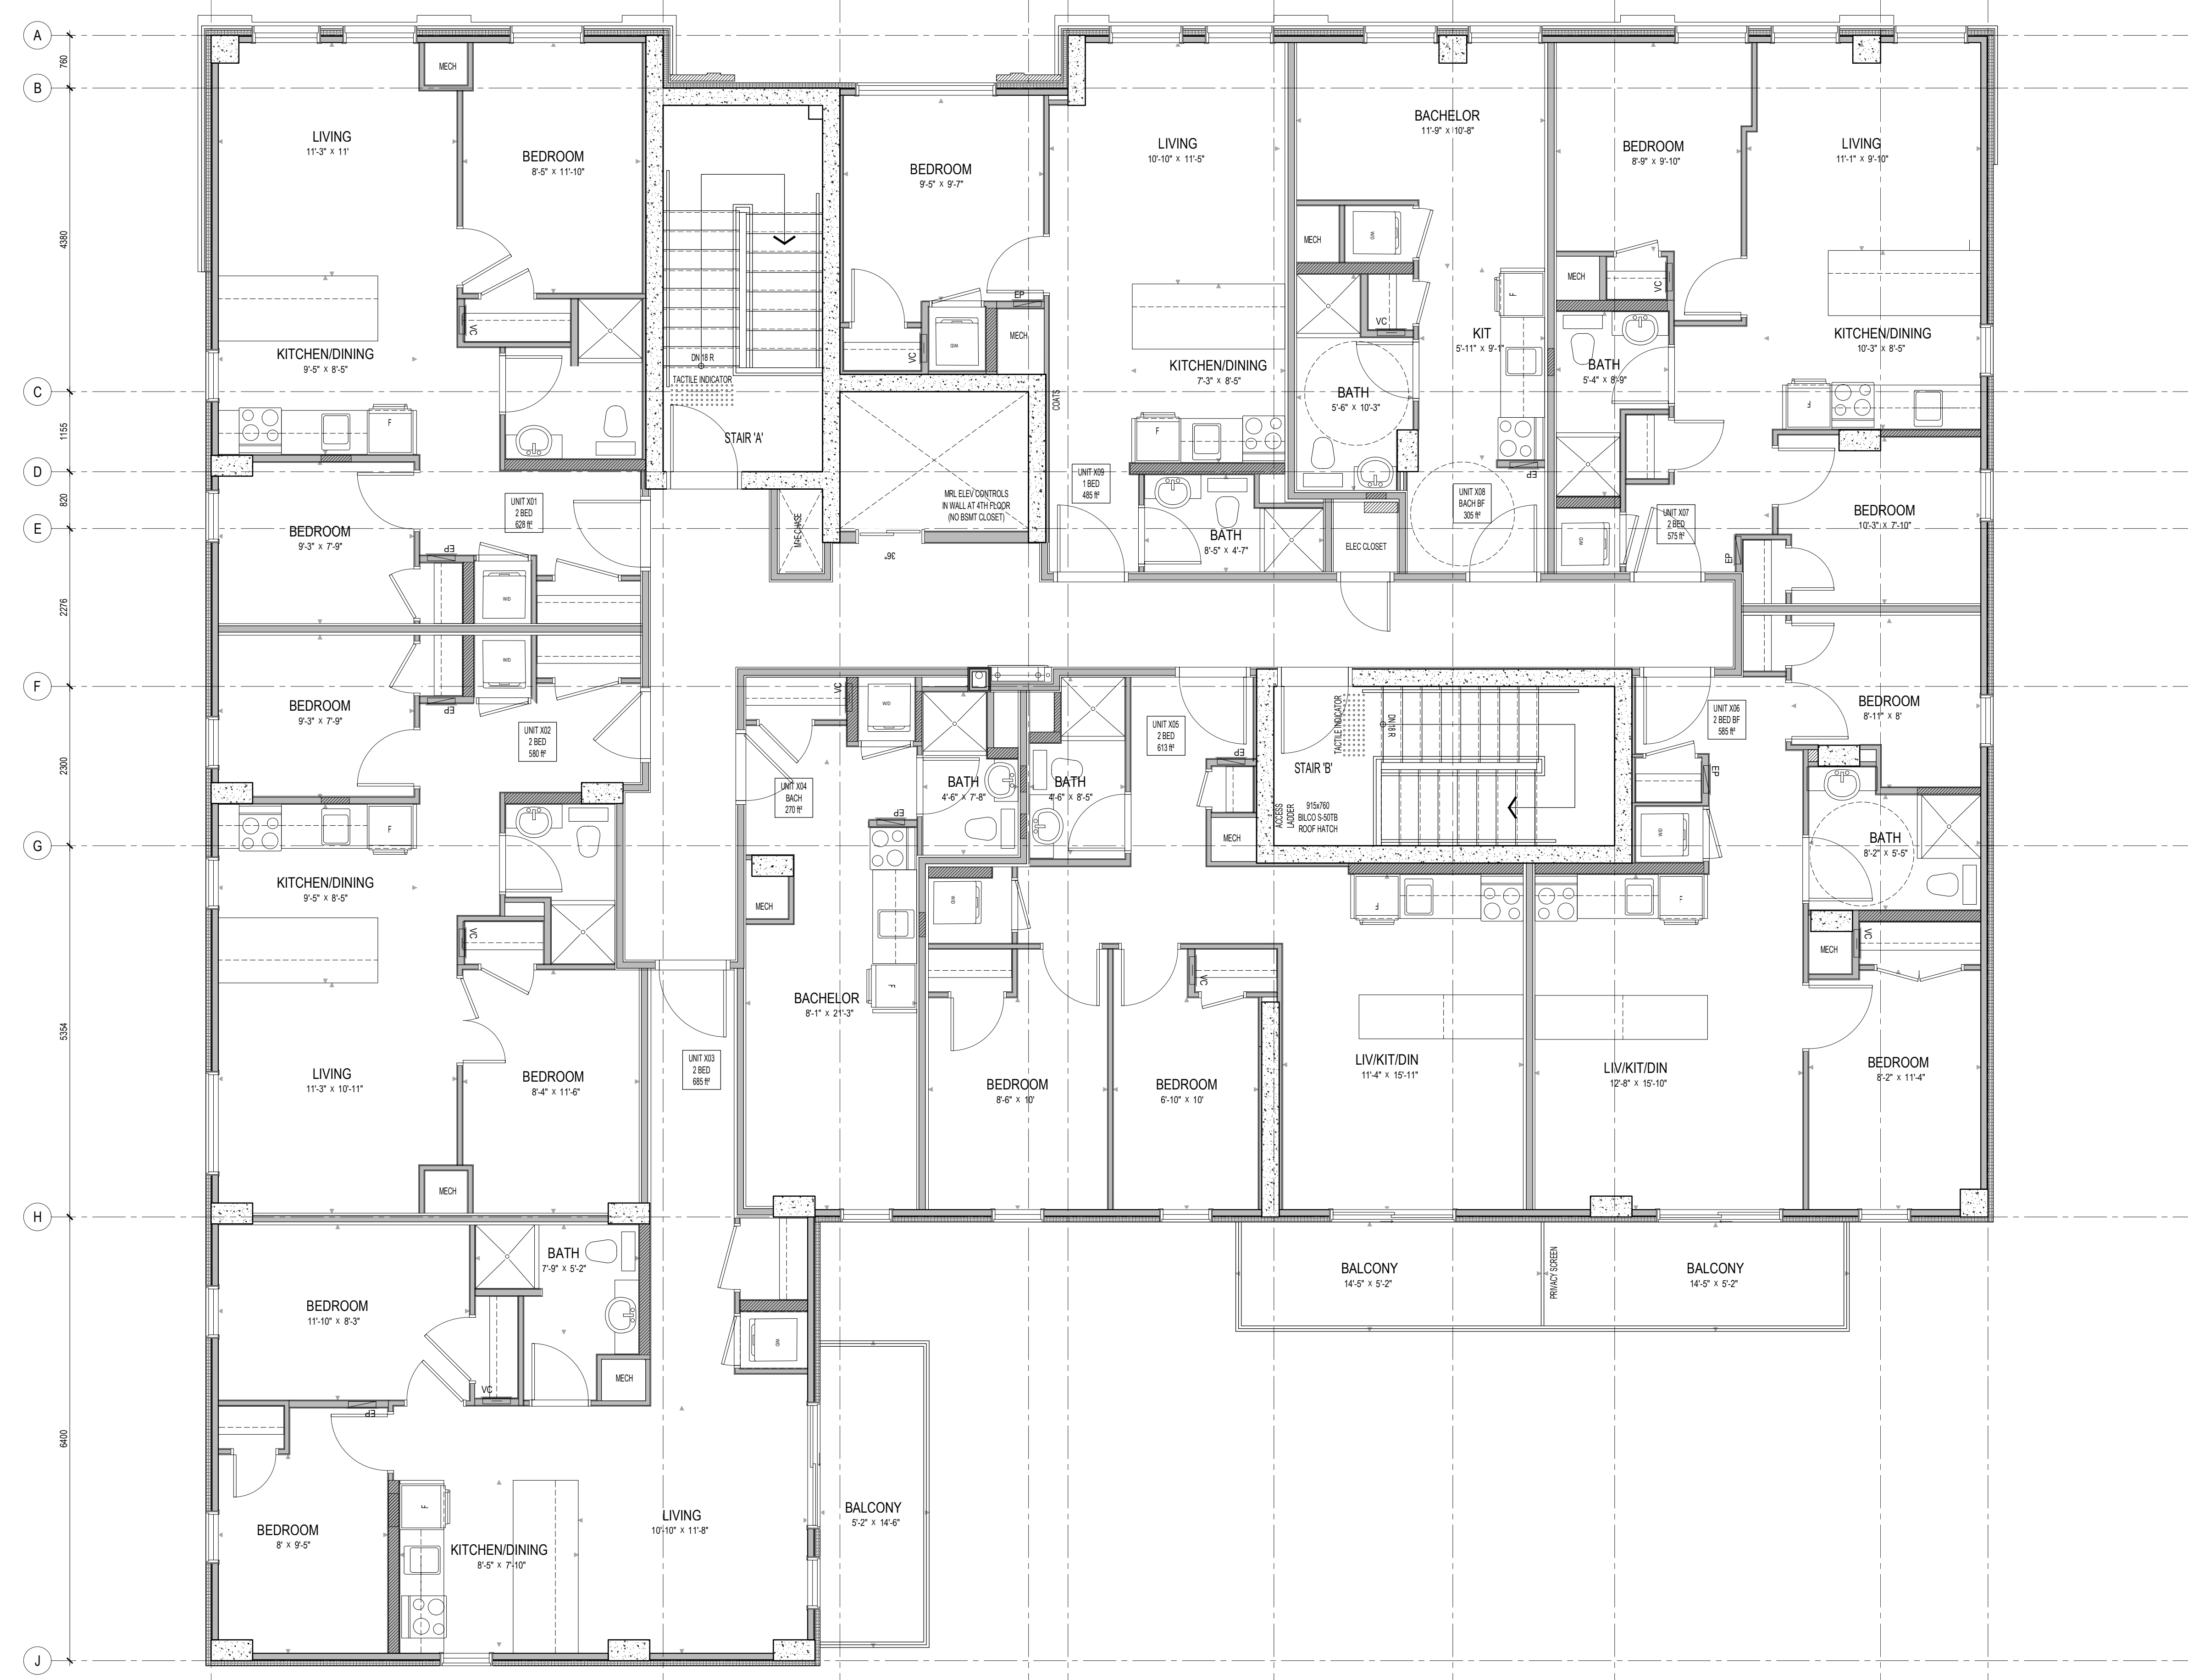 A
760
B
4380
C
1155
D
820
E
2276
F
2300
G
5354
H
6400
J
MECH
LIVING
11'-3" X 11'
BEDROOM
8'-5" X 11'-10"
VC
KITCHEN/DINING
9'-5" X 8'-5"
F
UNIT X01
2 BED
628 ft²
BEDROOM
9'-3" X 7'-9"
EP
W/D
DN 18 R
TACTILE INDICATOR
STAIR 'A'
M+E CHASE
BEDROOM
9'-5" X 9'-7"
EP
VC
W/D
MECH
MRL ELEV CONTROLS
IN WALL AT 4TH FLOOR
(NO BSMT CLOSET)
36"
COATS
LIVING
10'-10" X 11'-5"
KITCHEN/DINING
7'-3" X 8'-5"
F
UNIT X09
1 BED
485 ft²
BATH
8'-5" X 4'-7"
BACHELOR
11'-9" X 10'-8"
MECH
W/D
VC
F
KIT
5'-11" X 9'-1"
BATH
5'-6" X 10'-3"
EP
UNIT X08
BACH BF
305 ft²
ELEC CLOSET
BEDROOM
8'-9" X 9'-10"
LIVING
11'-1" X 9'-10"
MECH
VC
BATH
5'-4" X 8'-9"
KITCHEN/DINING
10'-3" X 8'-5"
F
W/D
UNIT X07
2 BED
575 ft²
EP
BEDROOM
10'-3" X 7'-10"
BEDROOM
9'-3" X 7'-9"
W/D
EP
UNIT X02
2 BED
580 ft²
F
KITCHEN/DINING
9'-5" X 8'-5"
VC
LIVING
11'-3" X 10'-11"
BEDROOM
8'-4" X 11'-6"
MECH
UNIT X03
2 BED
685 ft²
VC
W/D
UNIT X04
BACH
270 ft²
EP
BATH
4'-6" X 7'-8"
MECH
F
BACHELOR
8'-1" X 21'-3"
BATH
4'-6" X 8'-5"
UNIT X05
2 BED
613 ft²
EP
MECH
W/D
VC
BEDROOM
8'-6" X 10'
BEDROOM
6'-10" X 10'
TACTILE INDICATOR
DN 18 R
STAIR 'B'
ACCESS
LADDER
915x760
BILCO S-50TB
ROOF HATCH
F
LIV/KIT/DIN
11'-4" X 15'-11"
F
LIV/KIT/DIN
12'-8" X 15'-10"
UNIT X06
2 BED BF
585 ft²
EP
W/D
BEDROOM
8'-11" X 8'
BATH
8'-2" X 5'-5"
MECH
VC
BEDROOM
8'-2" X 11'-4"
BALCONY
14'-5" X 5'-2"
PRIVACY SCREEN
BALCONY
14'-5" X 5'-2"
BATH
7'-9" X 5'-2"
BEDROOM
11'-10" X 8'-3"
VC
MECH
W/D
EP
BEDROOM
8' X 9'-5"
F
KITCHEN/DINING
8'-5" X 7'-10"
LIVING
10'-10" X 11'-8"
BALCONY
5'-2" X 14'-6"